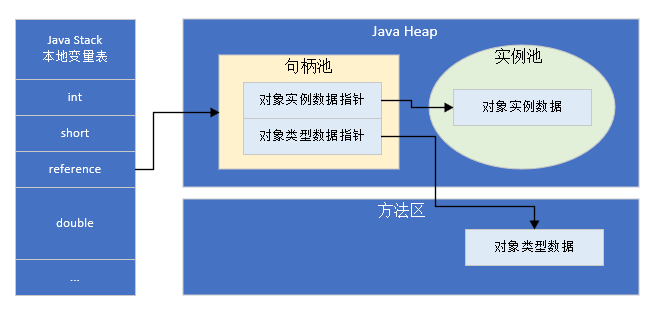 Java Stack
本地变量表
int
short
reference
double
...
Java Heap
句柄池
对象实例数据指针
对象类型数据指针
实例池
对象实例数据
方法区
对象类型数据